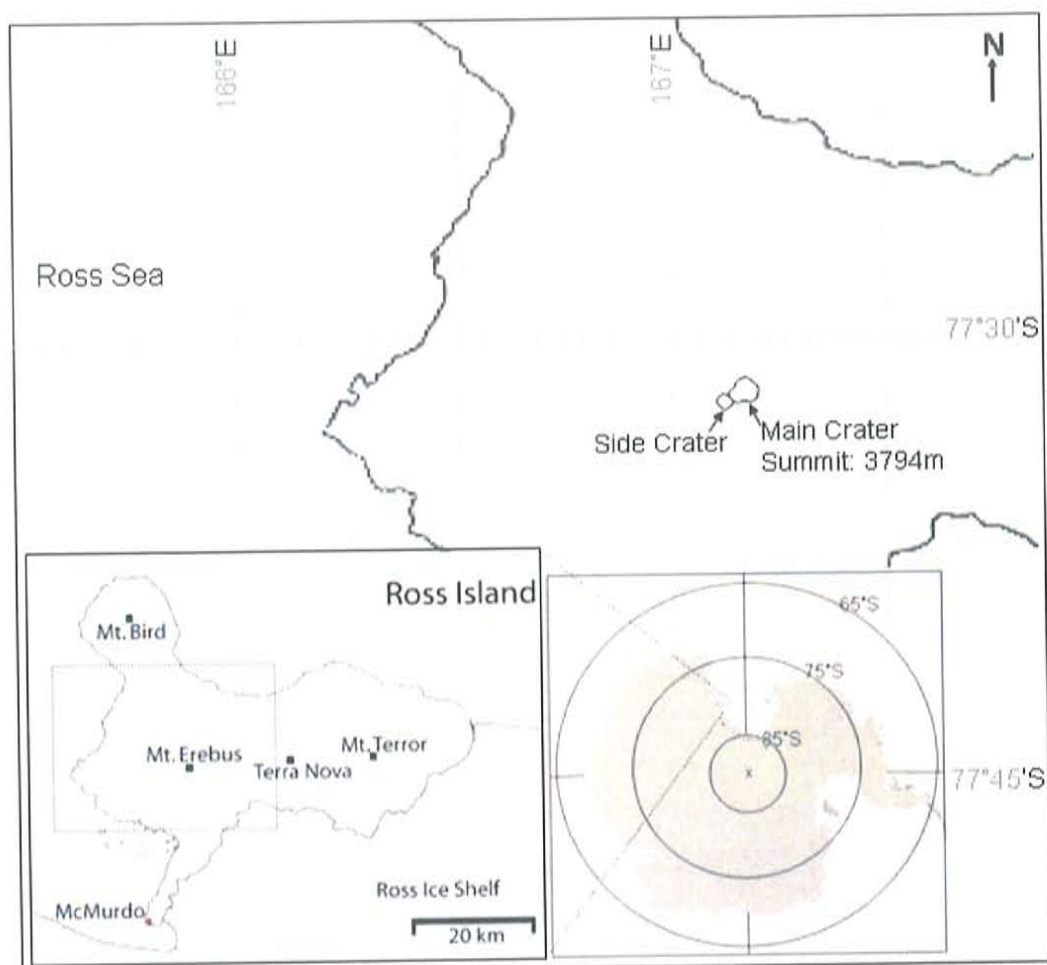 166°E
167°E
N
Ross Sea
77°30'S
Side Crater
Main Crater
Summit: 3794m
Ross Island
Mt. Bird
Mt. Erebus
Terra Nova
Mt. Terror
Ross Ice Shelf
McMurdo
20 km
65°S
75°S
85°S
x
77°45'S